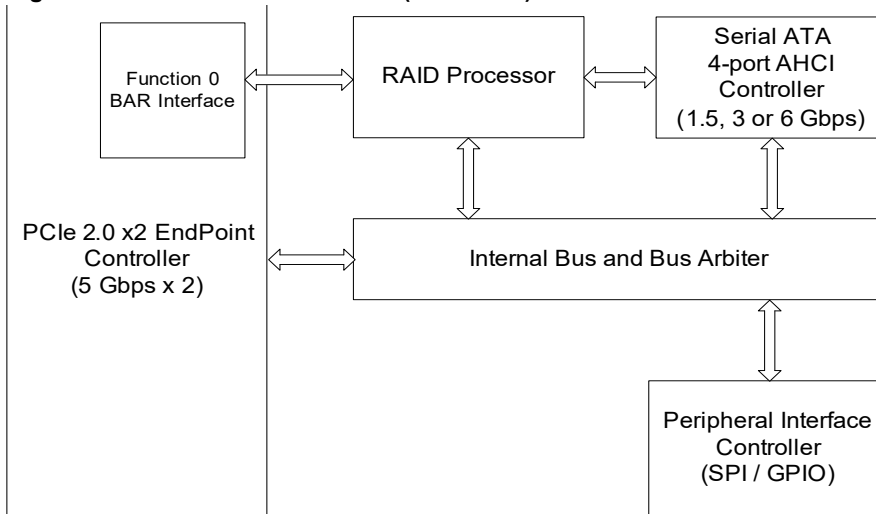 Function 0
BAR Interface
RAID Processor
Serial ATA
4-port AHCI
Controller
(1.5, 3 or 6 Gbps)
PCIe 2.0 x2 EndPoint
Controller
(5 Gbps x 2)
Internal Bus and Bus Arbiter
Peripheral Interface
Controller
(SPI / GPIO)